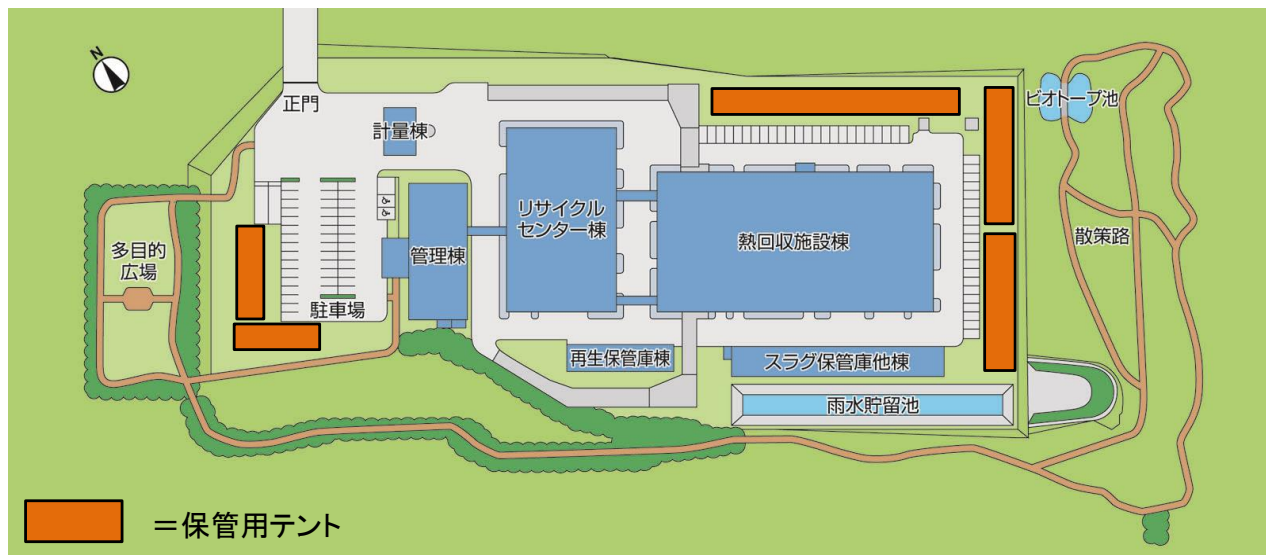 N
正門
計量棟
ビオトープ池
リサイクル
センター棟
多目的
広場
管理棟
熱回収施設棟
散策路
駐車場
再生保管庫棟
スラグ保管庫他棟
雨水貯留池
=保管用テント